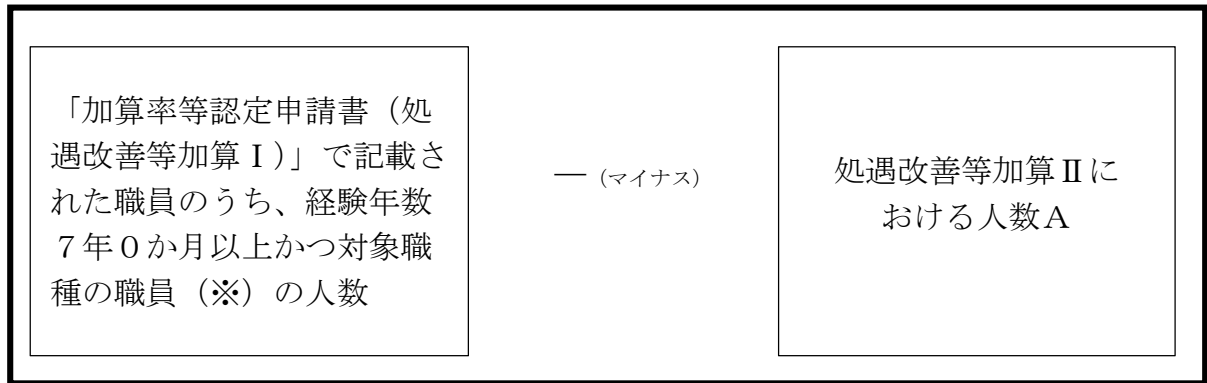 「加算率等認定申請書（処
遇改善等加算Ⅰ）」で記載さ
れた職員のうち、経験年数
７年０か月以上かつ対象職
種の職員（※）の人数
― （マイナス）
処遇改善等加算Ⅱに
おける人数Ａ